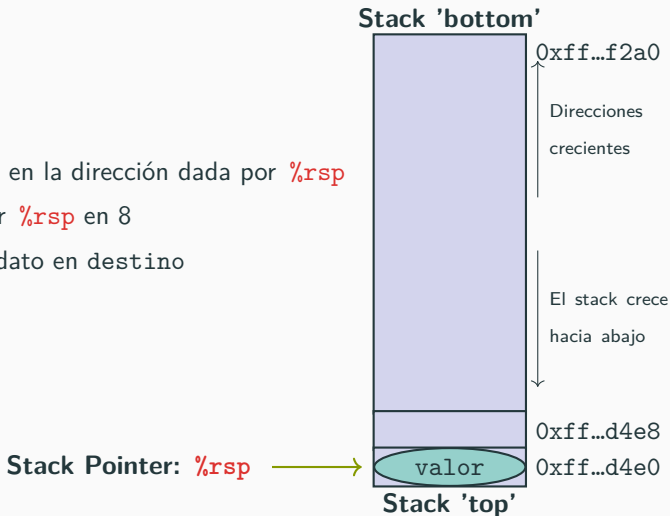 Stack 'bottom'
0xff…f2a0
Direcciones
crecientes
en la dirección dada por %rsp
%rsp en 8
dato en destino
El stack crece
hacia abajo
0xff…d4e8
Stack Pointer: %rsp
valor
0xff…d4e0
Stack 'top'